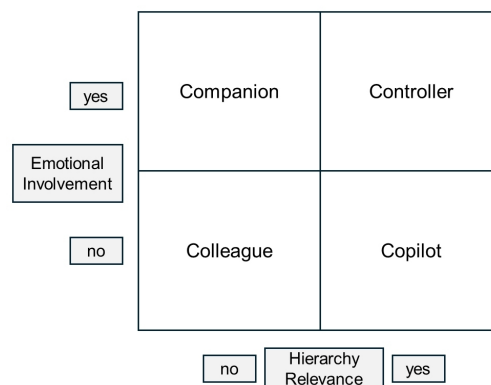 Companion Controller
yes
Emotional
Involvement
Colleague Copilot
no
no Hierarchy
Relevance yes